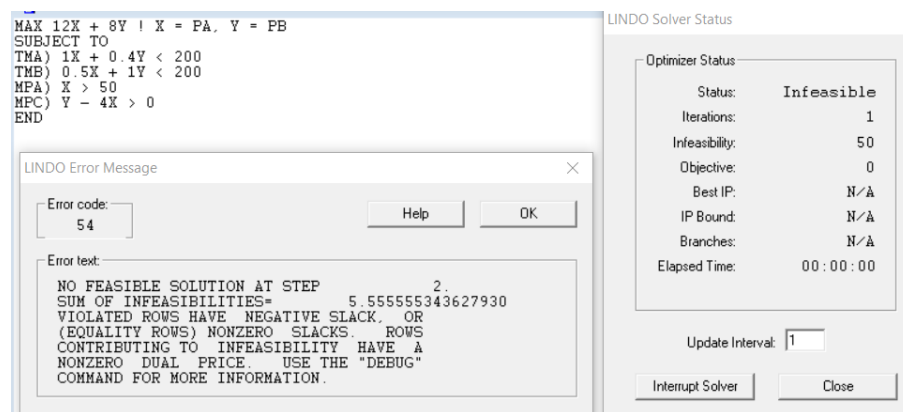 MAX 12X + 8Y ! X = PA, Y = PB
SUBJECT TO
TMA) 1X + 0.4Y < 200
TMB) 0.5X + 1Y < 200
MPA) X > 50
MPC) Y - 4X > 0
END
LINDO Error Message
Error code:
54
Help
OK
Error text:
NO FEASIBLE SOLUTION AT STEP 2.
SUM OF INFEASIBILITIES= 5.555555343627930
VIOLATED ROWS HAVE NEGATIVE SLACK, OR
(EQUALITY ROWS) NONZERO SLACKS. ROWS
CONTRIBUTING TO INFEASIBILITY HAVE A
NONZERO DUAL PRICE. USE THE "DEBUG"
COMMAND FOR MORE INFORMATION.
LINDO Solver Status
Optimizer Status
Status: Infeasible
Iterations: 1
Infeasibility: 50
Objective: 0
Best IP: N/A
IP Bound: N/A
Branches: N/A
Elapsed Time: 00:00:00
Update Interval: 1
Interrupt Solver
Close